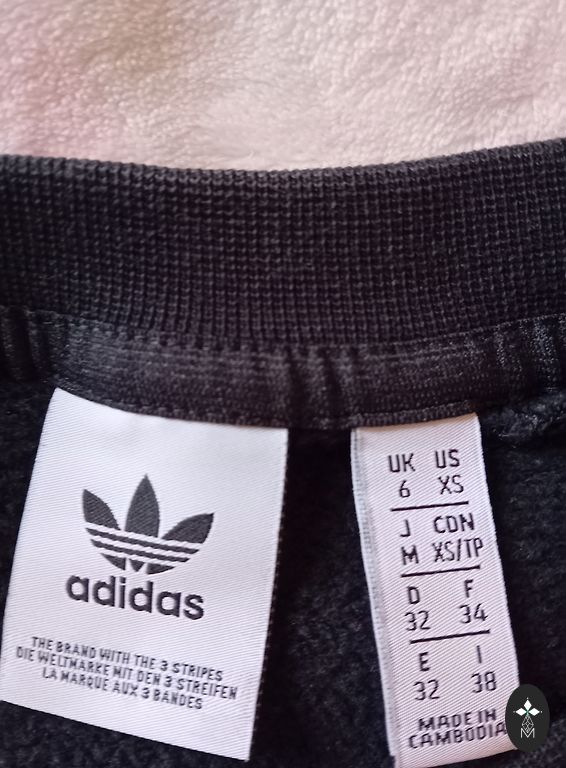 adidas
THE BRAND WITH THE 3 STRIPES
DIE WELTMARKE MIT DEN 3 STREIFEN
LA MARQUE AUX 3 BANDES
UK US
6 XS
J CDN
M XS/TP
D F
32 34
E I
32 38
MADE IN
CAMBODIA
M